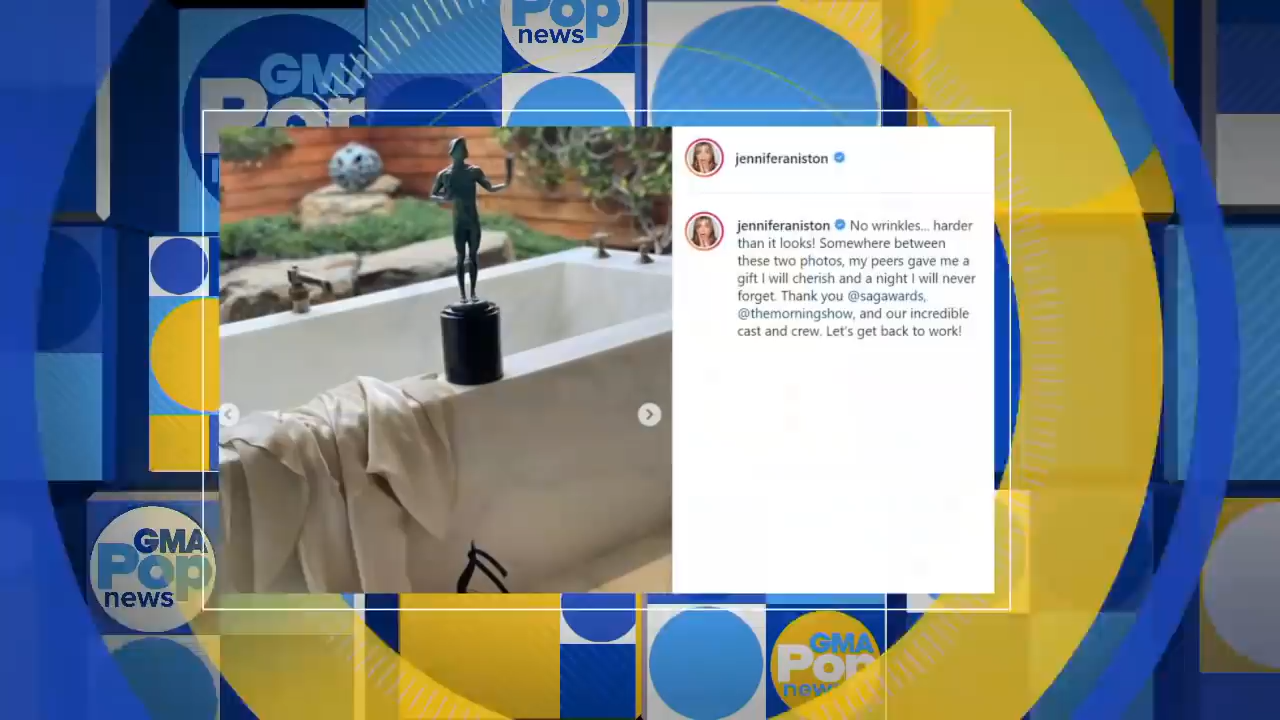 Pop
news
GMA
Pop
jenniferaniston
jenniferaniston No wrinkles... harder
than it looks! Somewhere between
these two photos, my peers gave me a
gift I will cherish and a night I will never
forget. Thank you @sagawards,
@themorningshow, and our incredible
cast and crew. Let's get back to work!
GMA
Pop
news
GMA
Pop
news